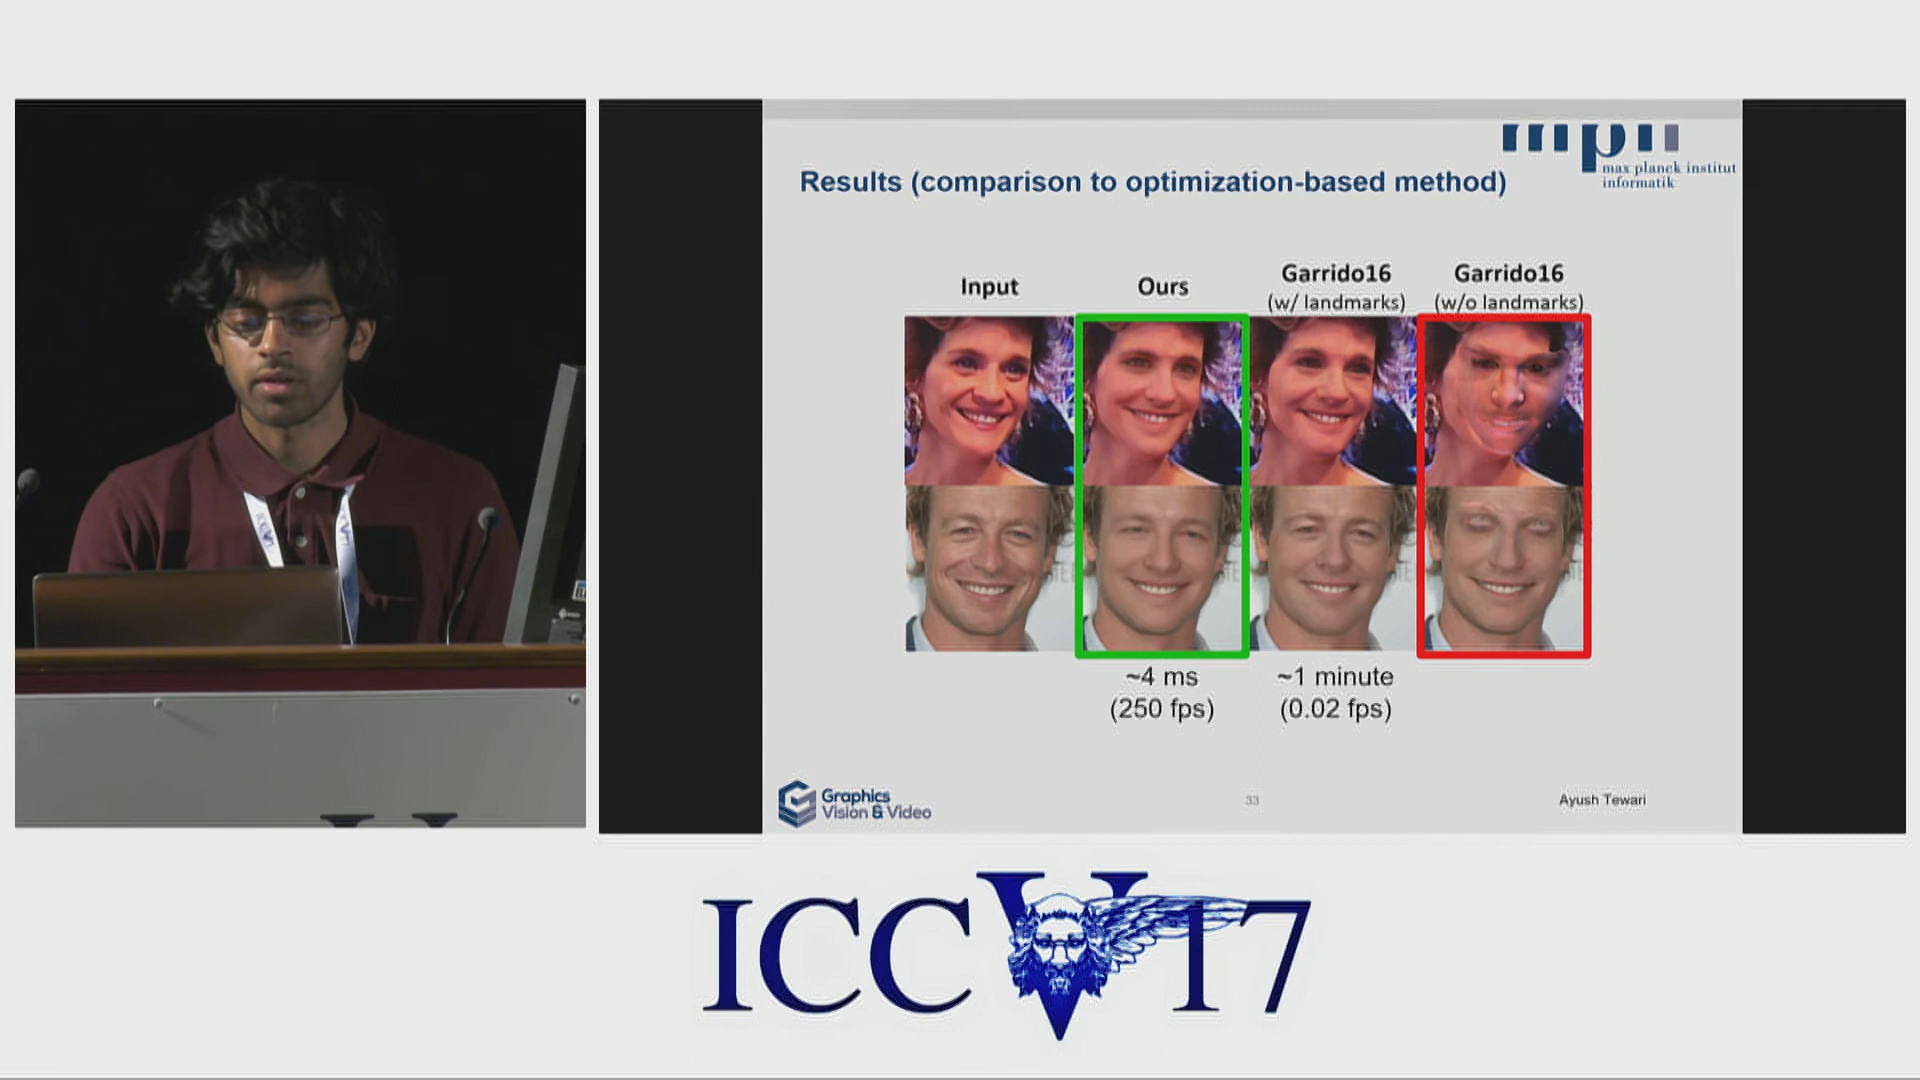 max planck institut
informatik
Results (comparison to optimization-based method)
Input
Ours
Garrido16
(w/ landmarks)
Garrido16
(w/o landmarks)
~4 ms
(250 fps)
~1 minute
(0.02 fps)
Graphics
Vision & Video
33
Ayush Tewari
ICCV17